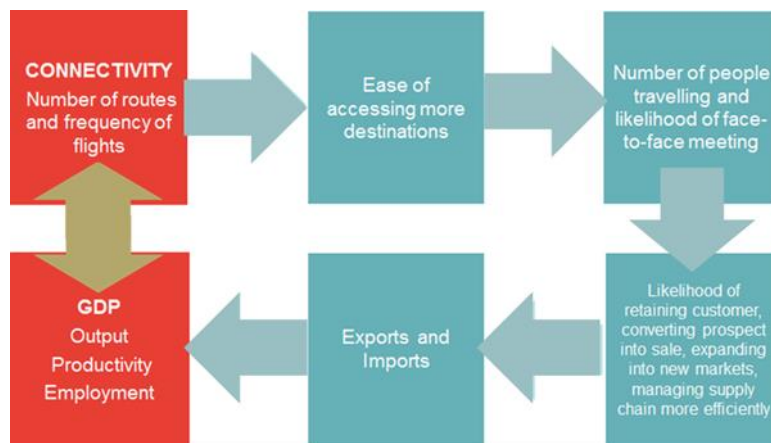 CONNECTIVITY
Number of routes
and frequency of
flights
Ease of
accessing more
destinations
Number of people
travelling and
likelihood of face-
to-face meeting
Likelihood of
retaining customer,
converting prospect
into sale, expanding
into new markets,
managing supply
chain more efficiently
Exports and
Imports
GDP
Output
Productivity
Employment